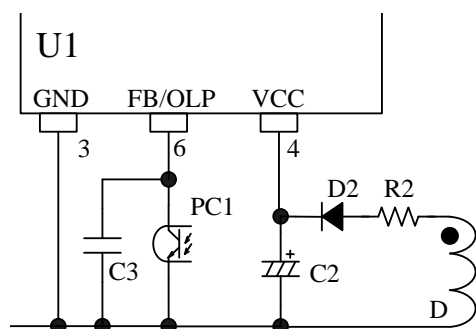 U1
GND FB/OLP VCC
3 6 4
D2 R2
PC1
C3 C2
D